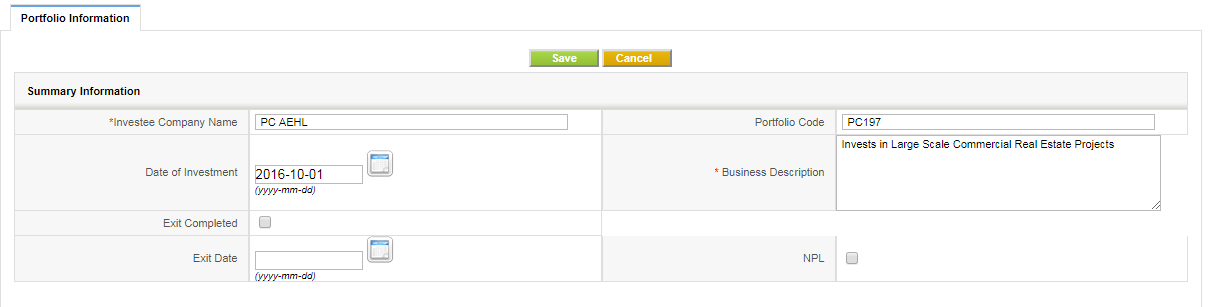 Portfolio Information
Save Cancel
Summary Information
*Investee Company Name PC AEHL Portfolio Code PC197
Date of Investment 2016-10-01 (yyyy-mm-dd) * Business Description Invests in Large Scale Commercial Real Estate Projects
Exit Completed
Exit Date (yyyy-mm-dd) NPL